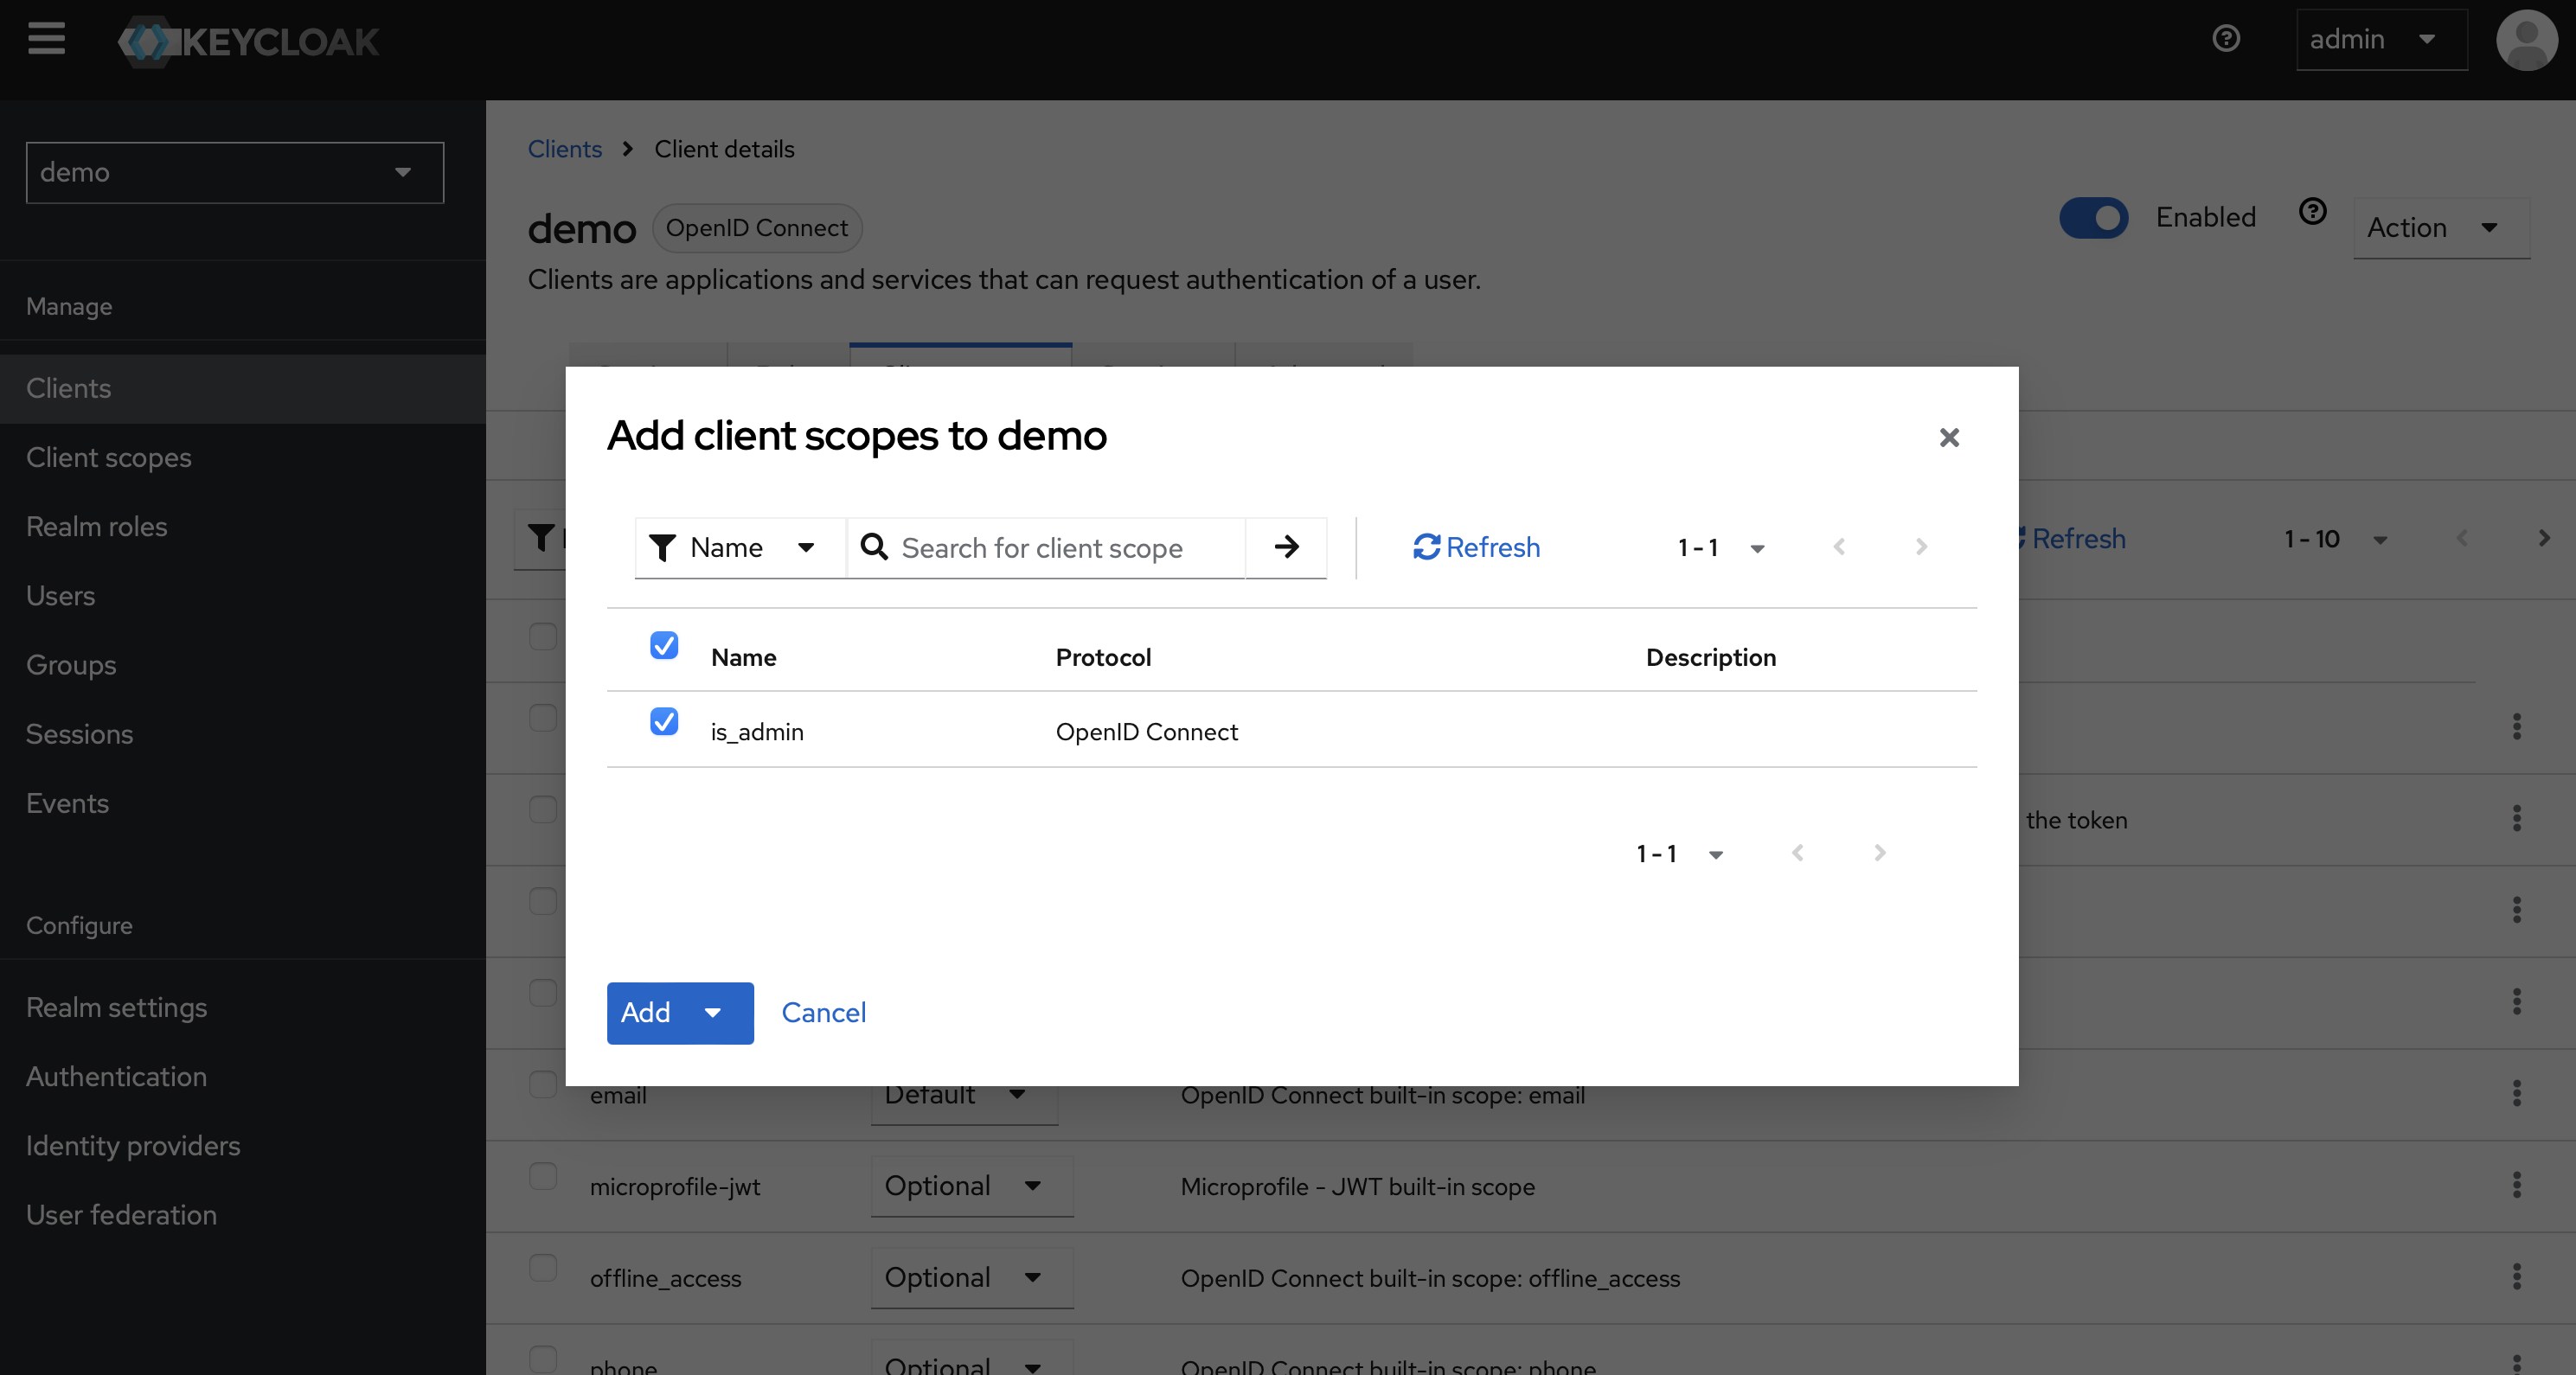 KEYCLOAK
admin
demo
Manage
Clients
Client scopes
Realm roles
Users
Groups
Sessions
Events
Configure
Realm settings
Authentication
Identity providers
User federation
Clients Client details
demo OpenID Connect
Enabled
Action
Clients are applications and services that can request authentication of a user.
Refresh 1 - 10
the token
Add client scopes to demo
Name Search for client scope Refresh 1 - 1
Name Protocol Description
is_admin OpenID Connect
1 - 1
Add Cancel
email Default OpenID Connect built-in scope: email
microprofile-jwt Optional Microprofile - JWT built-in scope
offline_access Optional OpenID Connect built-in scope: offline_access
phone Optional OpenID Connect built-in scope: phone